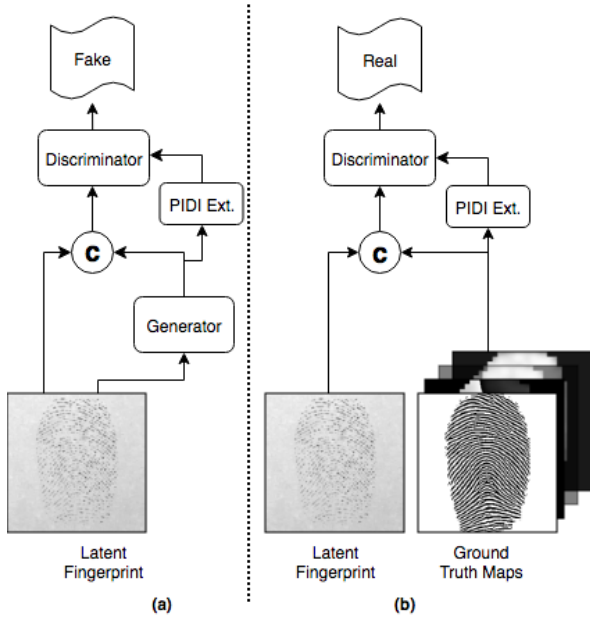 Fake
Discriminator
PIDI Ext.
C
Generator
Latent
Fingerprint
(a)
Real
Discriminator
PIDI Ext.
C
Latent
Fingerprint
Ground
Truth Maps
(b)